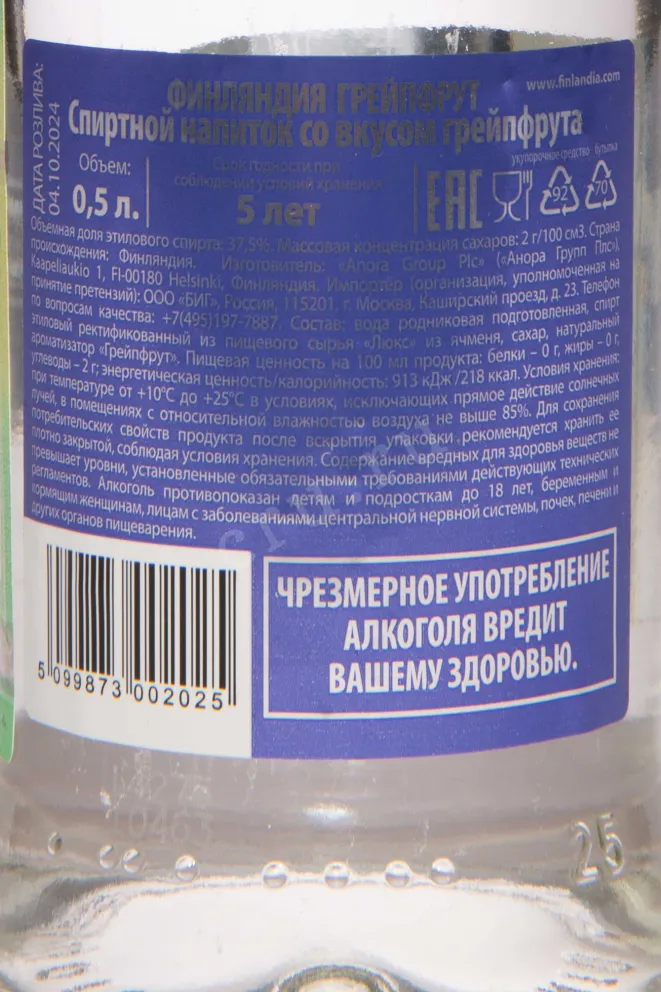 www.finlandia.com
ФИНЛЯНДИЯ ГРЕЙПФРУТ
Спиртной напиток со вкусом грейпфрута
ДАТА РОЗЛИВА:
04.10.2024
Объем:
0,5 л.
Срок годности при
соблюдении условий хранения
5 лет
EAC
укупорочное средство
92
бутылка
70
Объемная доля этилового спирта: 37,5%. Массовая концентрация сахаров: 2 г/100 см3. Страна
происхождения: Финляндия. Изготовитель: «Anora Group Plc» («Анора Групп Плс»),
Kaapeliaukio 1, FI-00180 Helsinki, Финляндия. Импортер (организация, уполномоченная на
принятие претензий): ООО «БИГ», Россия, 115201, г. Москва, Каширский проезд, д. 23. Телефон
по вопросам качества: +7(495)197-7887. Состав: вода родниковая подготовленная, спирт
этиловый ректификованный из пищевого сырья «Люкс» из ячменя, сахар, натуральный
ароматизатор «Грейпфрут». Пищевая ценность на 100 мл продукта: белки – 0 г, жиры – 0 г,
углеводы – 2 г; энергетическая ценность/калорийность: 913 кДж /218 ккал. Условия хранения:
при температуре от +10°С до +25°С в условиях, исключающих прямое действие солнечных
лучей, в помещениях с относительной влажностью воздуха не выше 85%. Для сохранения
потребительских свойств продукта после вскрытия упаковки рекомендуется хранить ее
плотно закрытой, соблюдая условия хранения. Содержание вредных для здоровья веществ не
превышает уровни, установленные обязательными требованиями действующих технических
регламентов. Алкоголь противопоказан детям и подросткам до 18 лет, беременным и
кормящим женщинам, лицам с заболеваниями центральной нервной системы, почек, печени и
других органов пищеварения.
ЧРЕЗМЕРНОЕ УПОТРЕБЛЕНИЕ
АЛКОГОЛЯ ВРЕДИТ
ВАШЕМУ ЗДОРОВЬЮ.
5 099873 002025